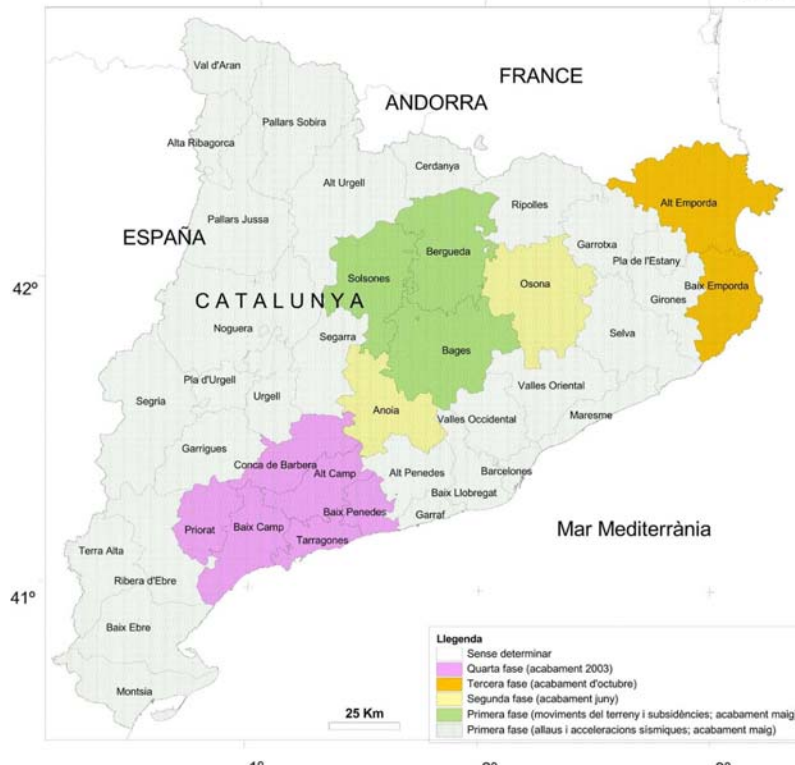 FRANCE
ANDORRA
Val d'Aran
Pallars Sobira
Alta Ribagorca
Cerdanya
Alt Urgell
Ripolles
Alt Emporda
Pallars Jussa
ESPAÑA
Bergueda
Garrotxa
Pla de l'Estany
42º
Solsones
Osona
Baix Emporda
CATALUNYA
Girones
Noguera
Segarra
Bages
Selva
Pla d'Urgell
Valles Oriental
Segria
Urgell
Anoia
Valles Occidental
Maresme
Garrigues
Conca de Barbera
Alt Camp
Alt Penedes
Barcelones
Baix Llobregat
Baix Penedes
Garraf
Priorat
Baix Camp
Tarragones
Mar Mediterrània
Terra Alta
Ribera d'Ebre
41º
Baix Ebre
Montsia
25 Km
Llegenda
Sense determinar
Quarta fase (acabament 2003)
Tercera fase (acabament d'octubre)
Segunda fase (acabament juny)
Primera fase (moviments del terreny i subsidències; acabament maig)
Primera fase (allaus i acceleracions sísmiques; acabament maig)